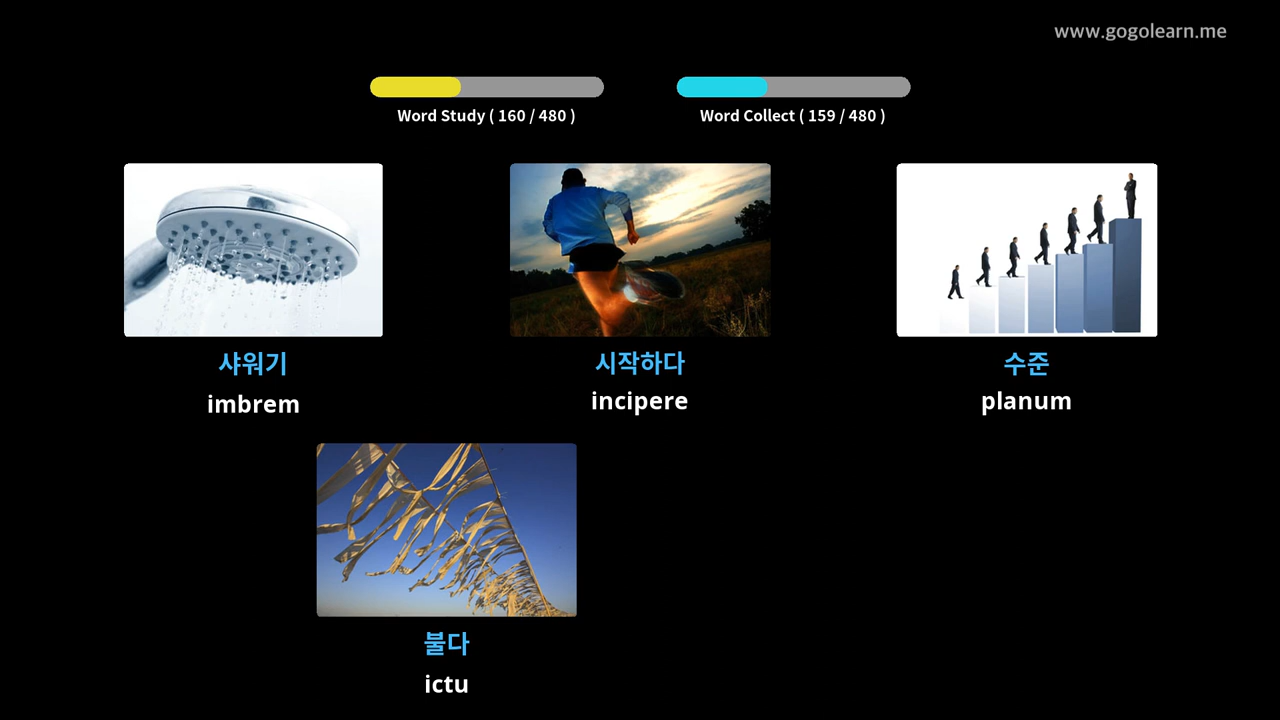 www.gogolearn.me
Word Study ( 160 / 480 )
Word Collect ( 159 / 480 )
샤워기
imbrem
시작하다
incipere
수준
planum
불다
ictu